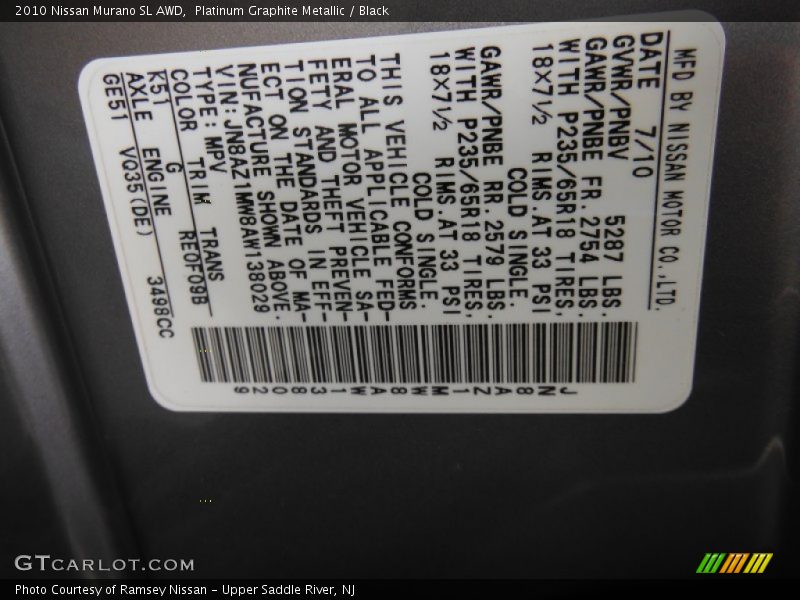 2010 Nissan Murano SL AWD,  Platinum Graphite Metallic / Black
MFD BY NISSAN MOTOR CO.,LTD.
DATE 7/10
GVWR/PNBV 5287 LBS.
GAWR/PNBE FR.2754 LBS.
WITH P235/65R18 TIRES,
18×7½ RIMS.AT 33 PSI
COLD SINGLE.
GAWR/PNBE RR.2579 LBS.
WITH P235/65R18 TIRES,
18×7½ RIMS.AT 33 PSI
COLD SINGLE.
THIS VEHICLE CONFORMS
TO ALL APPLICABLE FED-
ERAL MOTOR VEHICLE SA-
FETY AND THEFT PREVEN-
TION STANDARDS IN EFF-
ECT ON THE DATE OF MA-
NUFACTURE SHOWN ABOVE.
VIN:JN8AZ1MW8AW138029
TYPE:MPV
COLOR TRIM TRANS
K51 G RE0F09B
AXLE ENGINE
GE51 VQ35(DE) 3498CC
JN8AZ1MW8AW138029
GTCARLOT.COM
Photo Courtesy of Ramsey Nissan - Upper Saddle River, NJ